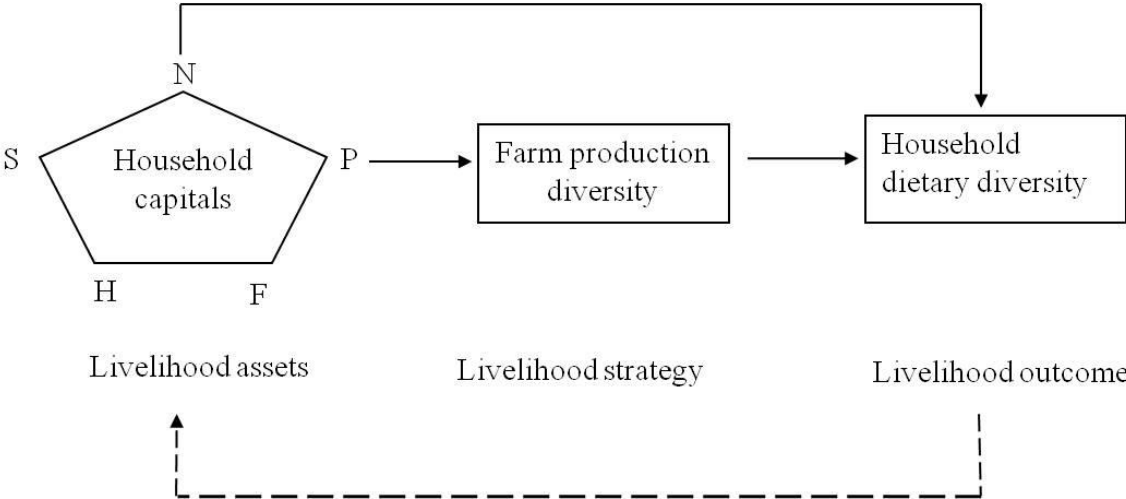 N
S
Household
capitals
P
Farm production
diversity
Household
dietary diversity
H
F
Livelihood assets
Livelihood strategy
Livelihood outcome